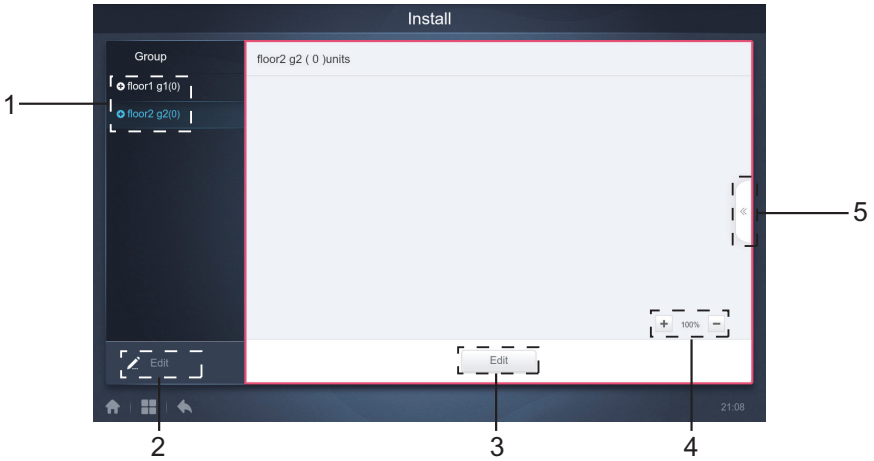 Install
Group
floor1 g1(0)
floor2 g2(0)
floor2 g2 ( 0 )units
+ 100% −
Edit
Edit
21:08
1
2
3
4
5